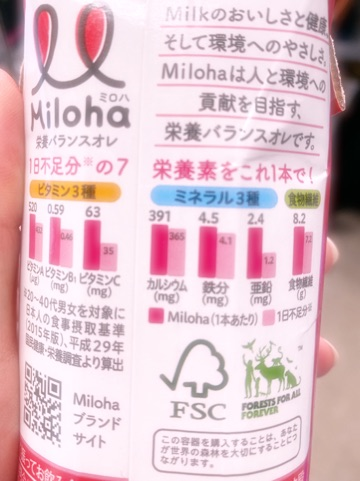 Milkのおいしさと健康
そして環境へのやさしさ。
Milohaは人と環境への
貢献を目指す、
栄養バランスオレです。
ミロハ
Miloha
栄養バランスオレ
1日不足分※の7
栄養素をこれ1本で!
ビタミン3種
ミネラル3種
食物繊維
520 0.59 63
391 4.5 2.4 8.2
0.46 35
365 4.1 1.2
ビタミンA ビタミンB1 ビタミンC
(μg) (mg) (mg)
カルシウム 鉄分 亜鉛 食物繊維
(mg) (mg) (mg) (g)
Miloha(1本あたり) 1日不足分※
※20~40代男女を対象に
日本人の食事摂取基準
(2015年版)、平成29年
国民健康・栄養調査より算出
Miloha
ブランド
サイト
FSC
TM
FORESTS FOR ALL
FOREVER
この容器を購入することは、あなた
が世界の森林を大切にすることにつ
ながります。